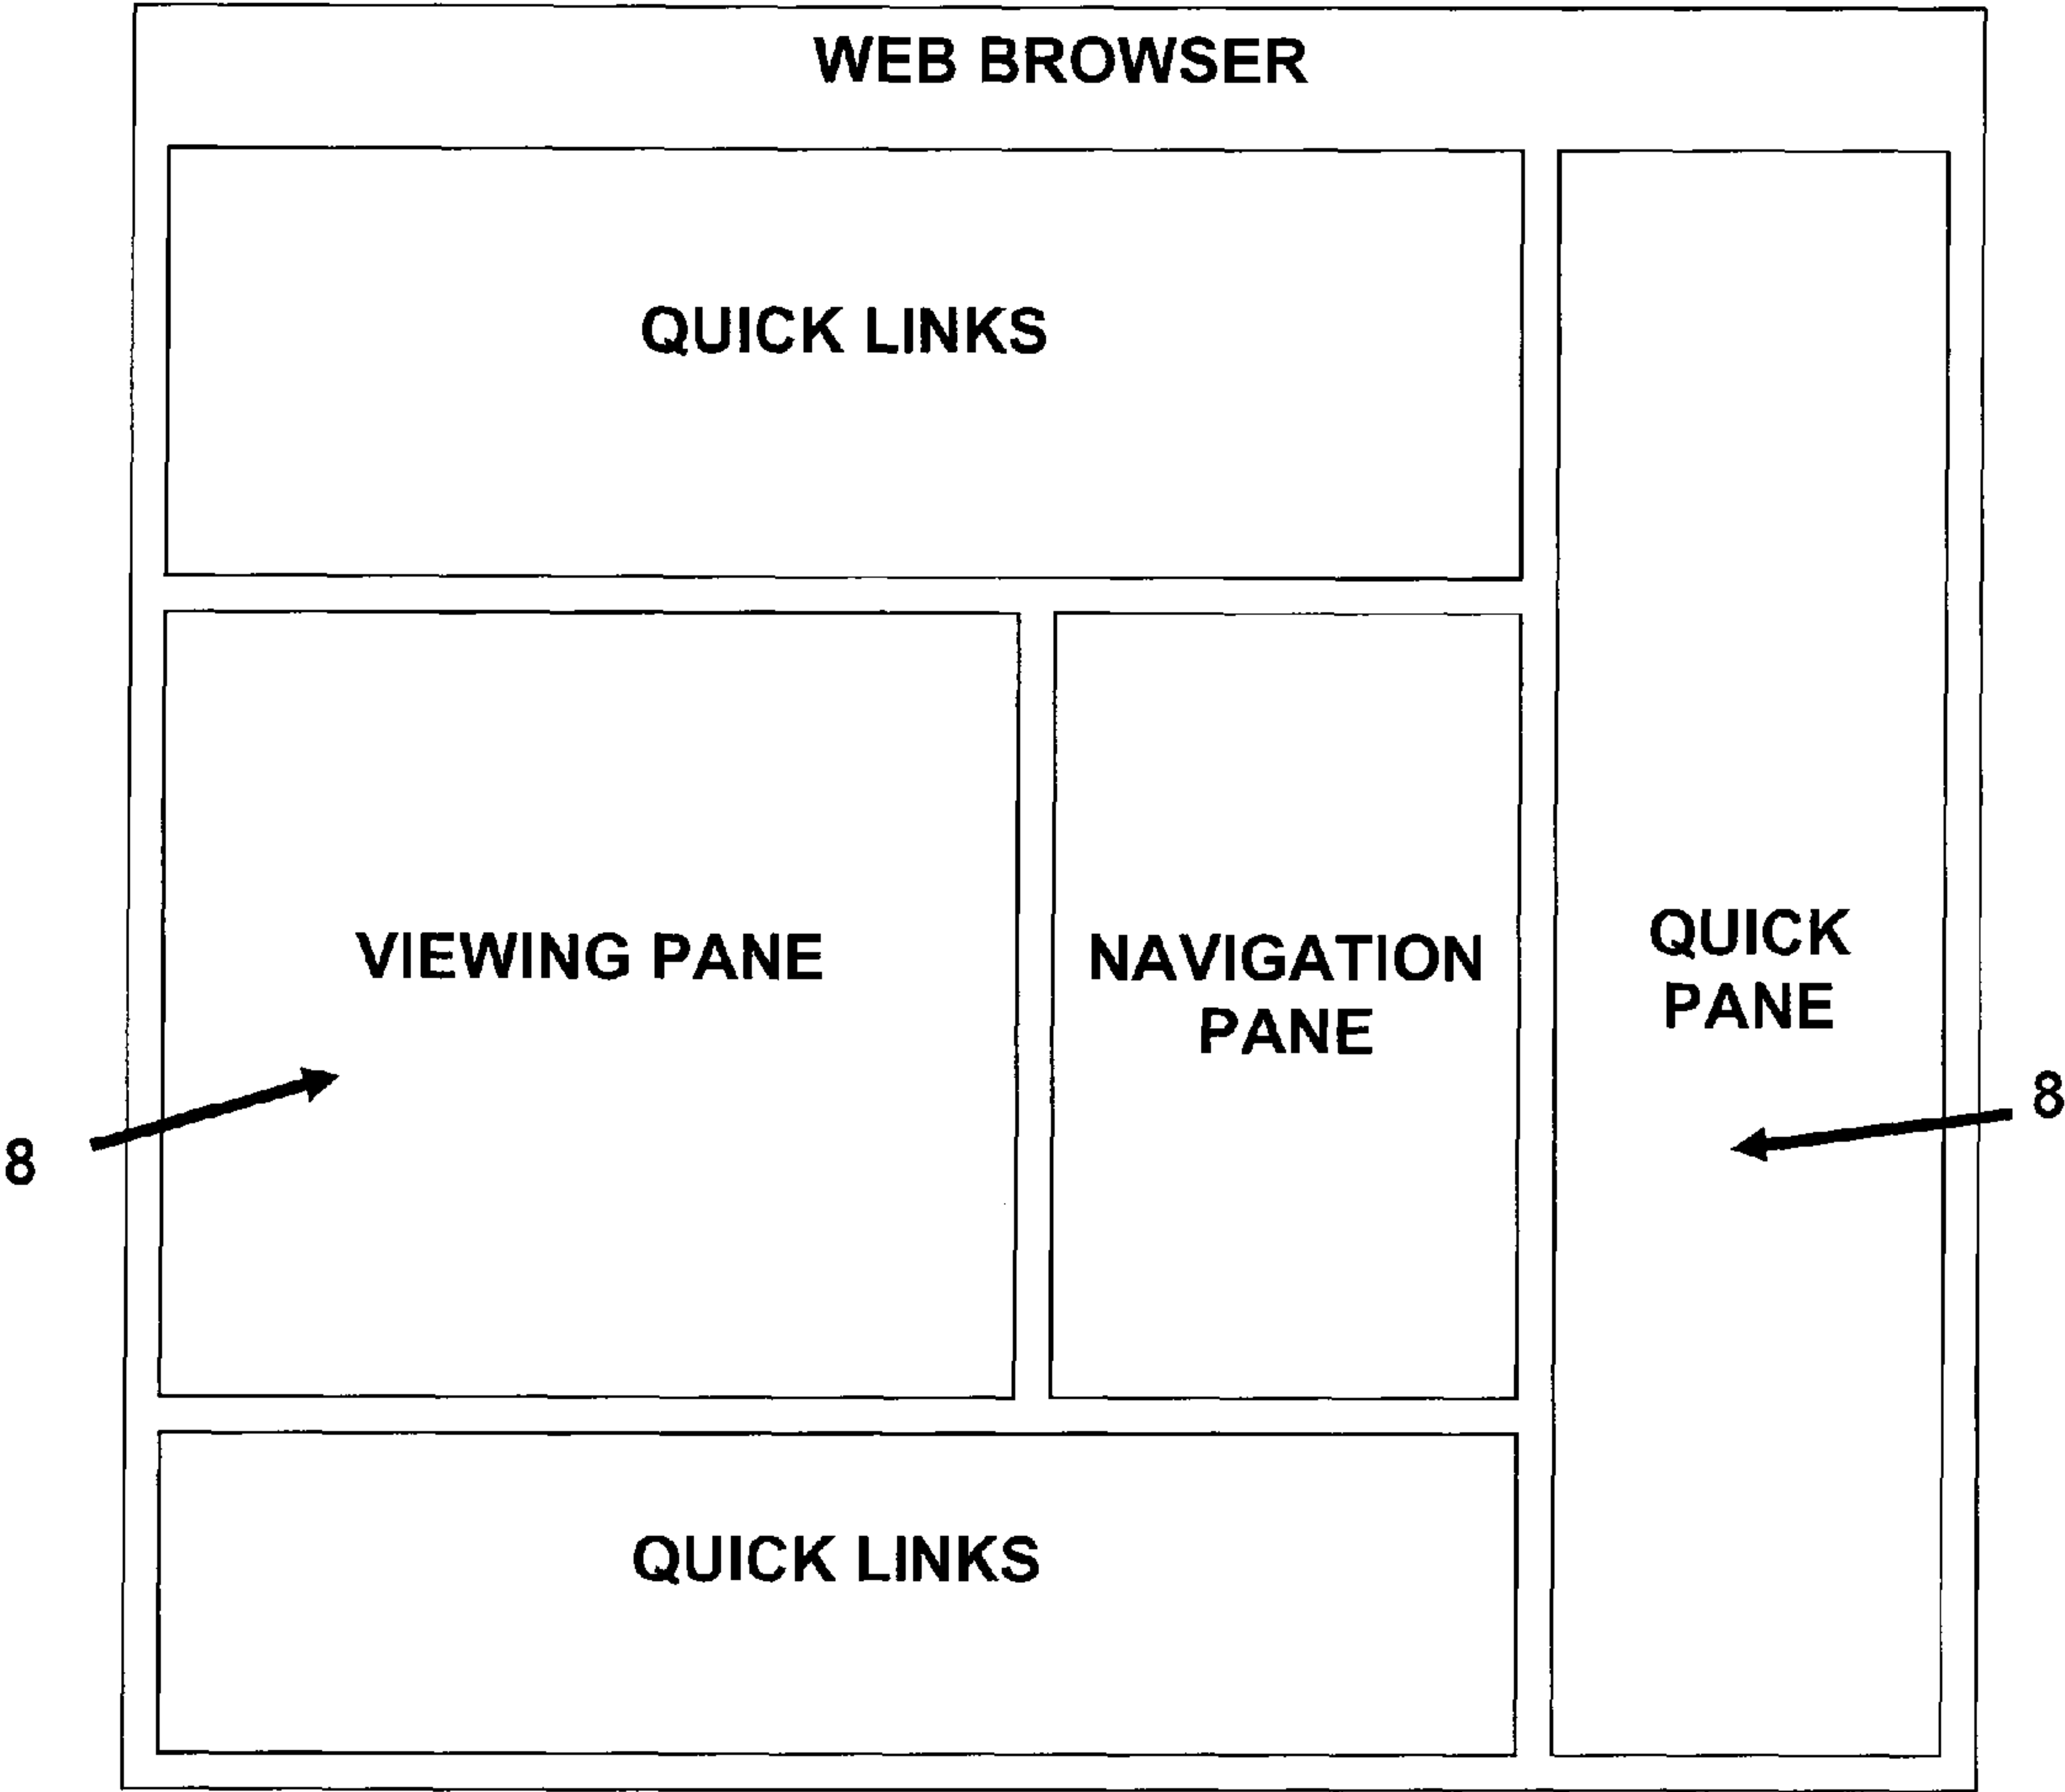 WEB BROWSER
QUICK LINKS
VIEWING PANE
NAVIGATION
PANE
QUICK
PANE
8
8
QUICK LINKS